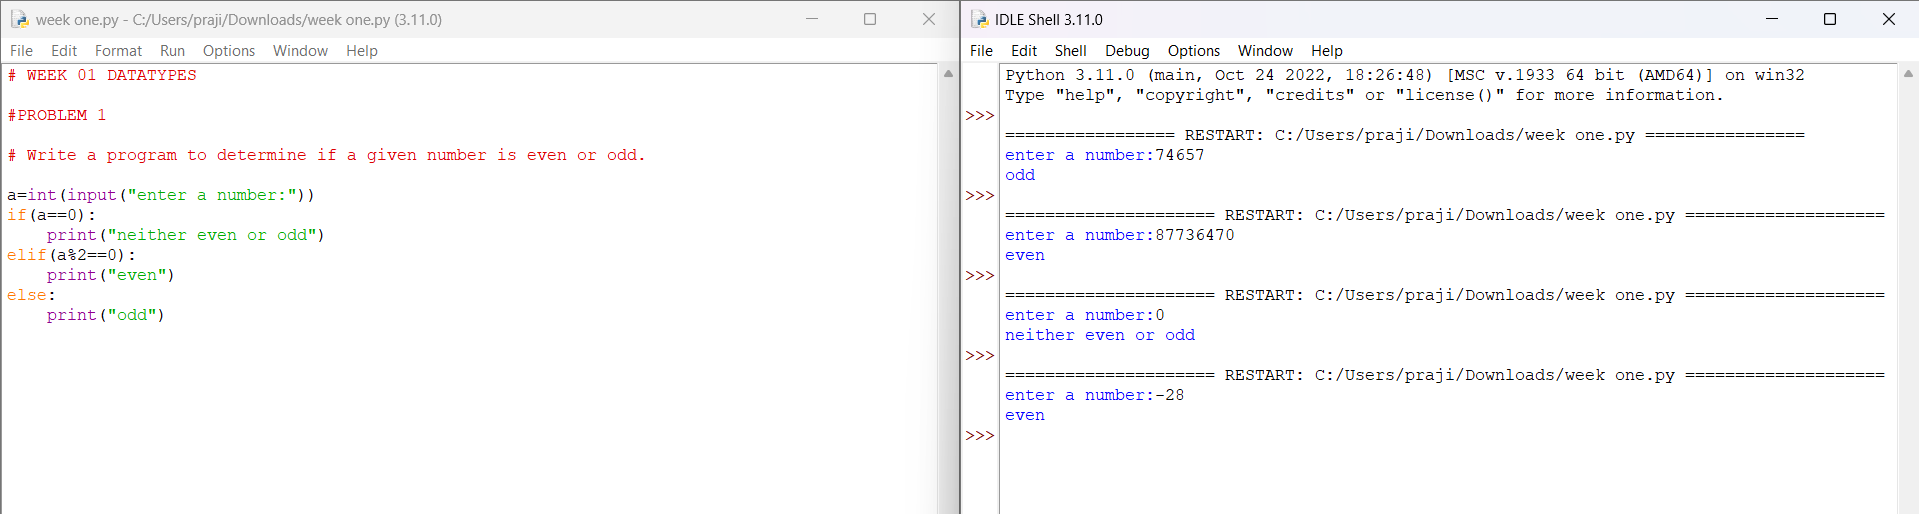 week one.py - C:/Users/praji/Downloads/week one.py (3.11.0)
File Edit Format Run Options Window Help
# WEEK 01 DATATYPES
#PROBLEM 1
# Write a program to determine if a given number is even or odd.
a=int(input("enter a number:"))
if(a==0):
    print("neither even or odd")
elif(a%2==0):
    print("even")
else:
    print("odd")
IDLE Shell 3.11.0
File Edit Shell Debug Options Window Help
Python 3.11.0 (main, Oct 24 2022, 18:26:48) [MSC v.1933 64 bit (AMD64)] on win32
Type "help", "copyright", "credits" or "license()" for more information.
>>>
================= RESTART: C:/Users/praji/Downloads/week one.py ================
enter a number:74657
odd
>>>
===================== RESTART: C:/Users/praji/Downloads/week one.py ====================
enter a number:87736470
even
>>>
===================== RESTART: C:/Users/praji/Downloads/week one.py ====================
enter a number:0
neither even or odd
>>>
===================== RESTART: C:/Users/praji/Downloads/week one.py ====================
enter a number:-28
even
>>>